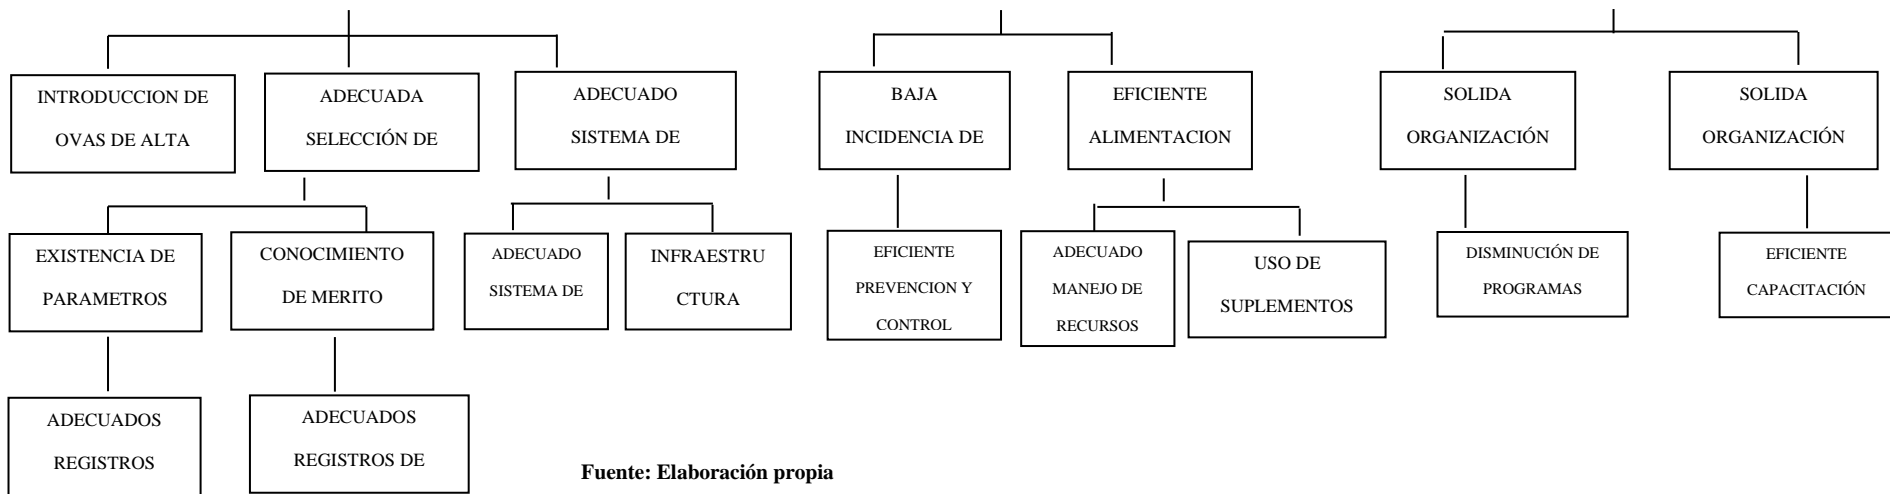 INTRODUCCION DE
OVAS DE ALTA
ADECUADA
SELECCIÓN DE
ADECUADO
SISTEMA DE
BAJA
INCIDENCIA DE
EFICIENTE
ALIMENTACION
SOLIDA
ORGANIZACIÓN
SOLIDA
ORGANIZACIÓN
EXISTENCIA DE
PARAMETROS
CONOCIMIENTO
DE MERITO
ADECUADO
SISTEMA DE
INFRAESTRU
CTURA
EFICIENTE
PREVENCION Y
CONTROL
ADECUADO
MANEJO DE
RECURSOS
USO DE
SUPLEMENTOS
DISMINUCIÓN DE
PROGRAMAS
EFICIENTE
CAPACITACIÓN
ADECUADOS
REGISTROS
ADECUADOS
REGISTROS DE
Fuente: Elaboración propia